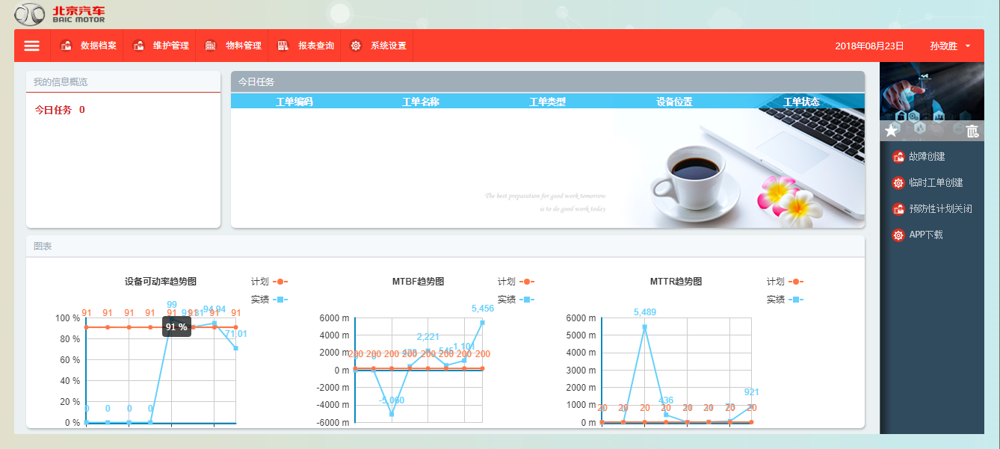 北京汽车
BAIC MOTOR
数据档案 维护管理 物料管理 报表查询 系统设置 2018年08月23日 孙致胜
我的信息概览
今日任务 0
今日任务
工单编码 工单名称 工单类型 设备位置 工单状态
The best preparation for good work tomorrow
is to do good work today
故障创建
临时工单创建
预防性计划关闭
APP下载
图表
设备可动率趋势图
计划
实绩
100 %
80 %
60 %
40 %
20 %
0 %
91 91 91 91 91 91 91 91
0 0 0 0 99 94.94 71.01
91 %
MTBF趋势图
计划
实绩
6000 m
4000 m
2000 m
0 m
-2000 m
-4000 m
-6000 m
200 200 200 200 200 200 200 200
-5,060 2,221 545 1,101 5,456
MTTR趋势图
计划
实绩
6000 m
5000 m
4000 m
3000 m
2000 m
1000 m
0 m
20 20 20 20 20 20 20 20
5,489 436 921